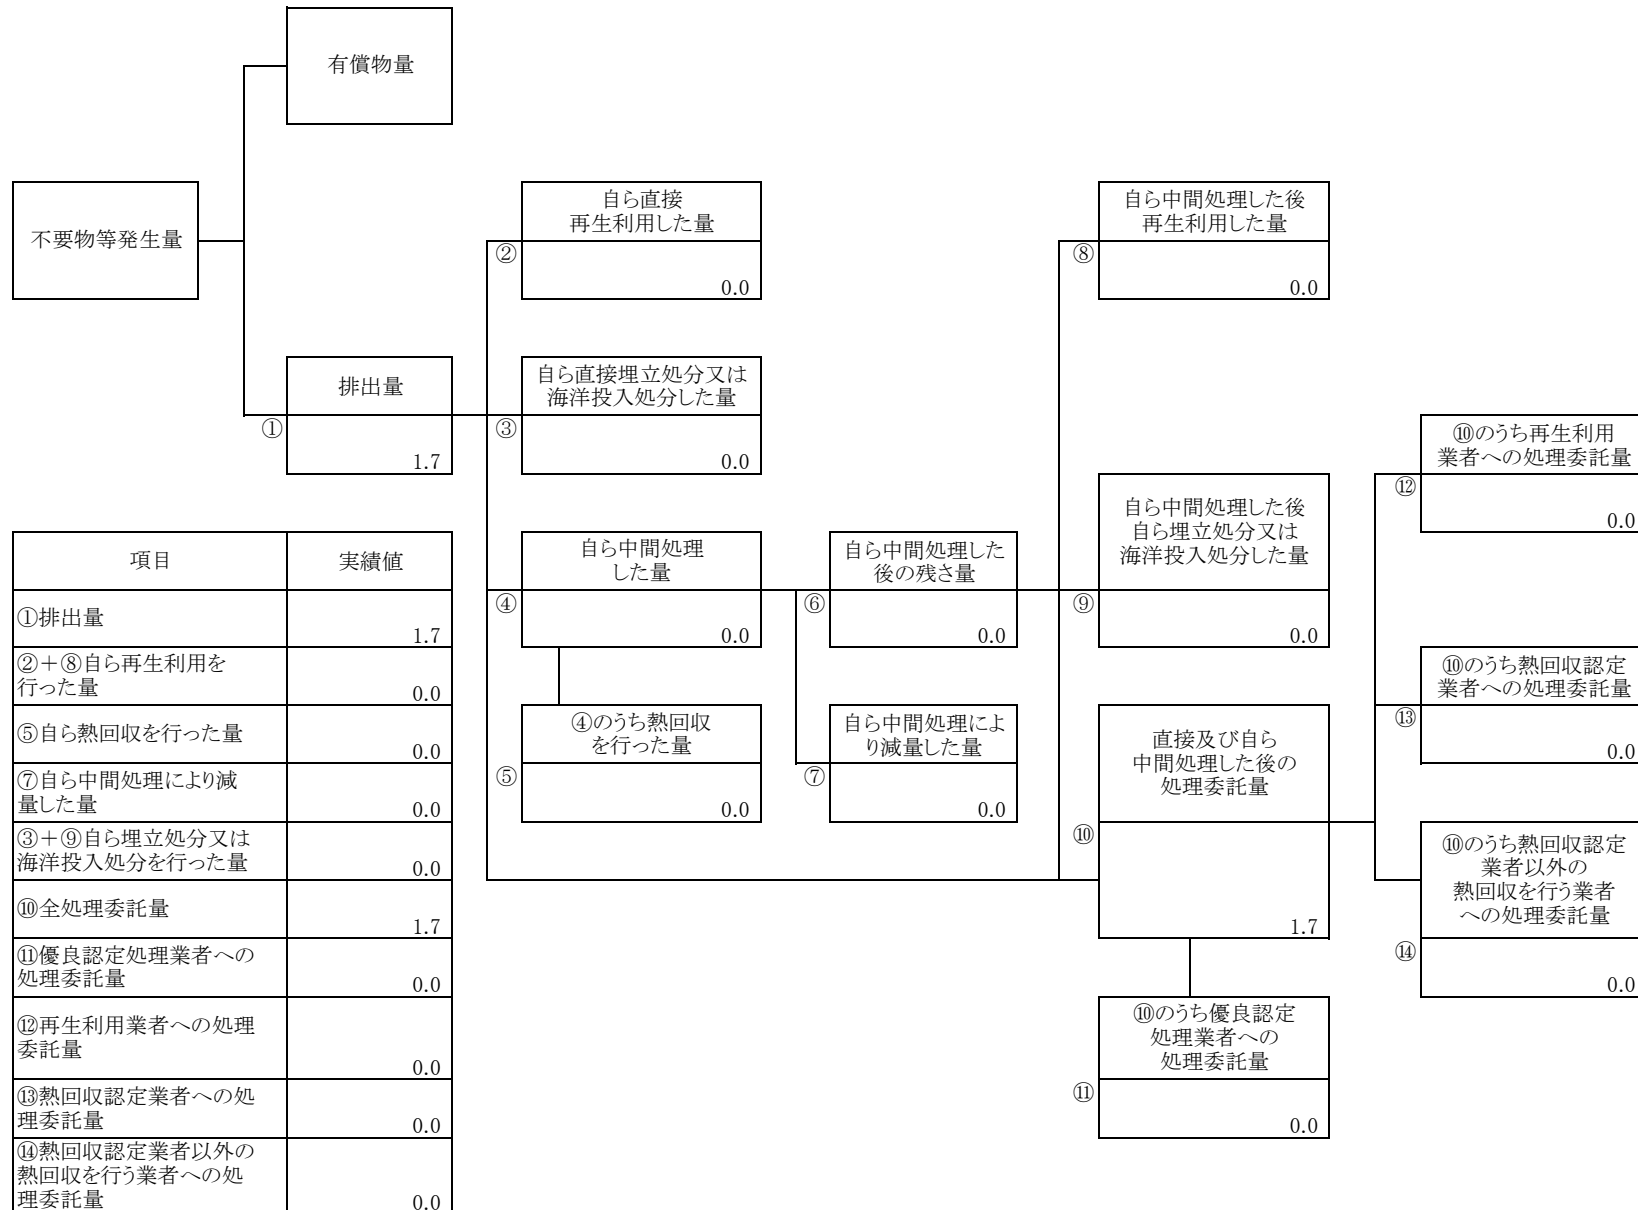 有償物量
不要物等発生量
自ら直接
再生利用した量
②
0.0
自ら中間処理した後
再生利用した量
⑧
0.0
排出量
①
1.7
自ら直接埋立処分又は
海洋投入処分した量
③
0.0
⑩のうち再生利用
業者への処理委託量
⑫
0.0
自ら中間処理
した量
④
0.0
自ら中間処理した
後の残さ量
⑥
0.0
自ら中間処理した後
自ら埋立処分又は
海洋投入処分した量
⑨
0.0
⑩のうち熱回収認定
業者への処理委託量
⑬
0.0
④のうち熱回収
を行った量
⑤
0.0
自ら中間処理によ
り減量した量
⑦
0.0
直接及び自ら
中間処理した後の
処理委託量
⑩
1.7
⑩のうち熱回収認定
業者以外の
熱回収を行う業者
への処理委託量
⑭
0.0
⑩のうち優良認定
処理業者への
処理委託量
⑪
0.0
項目 実績値
①排出量
1.7
②＋⑧自ら再生利用を
行った量 0.0
⑤自ら熱回収を行った量
0.0
⑦自ら中間処理により減
量した量 0.0
③＋⑨自ら埋立処分又は
海洋投入処分を行った量 0.0
⑩全処理委託量
1.7
⑪優良認定処理業者への
処理委託量 0.0
⑫再生利用業者への処理
委託量
0.0
⑬熱回収認定業者への処
理委託量 0.0
⑭熱回収認定業者以外の
熱回収を行う業者への処
理委託量 0.0